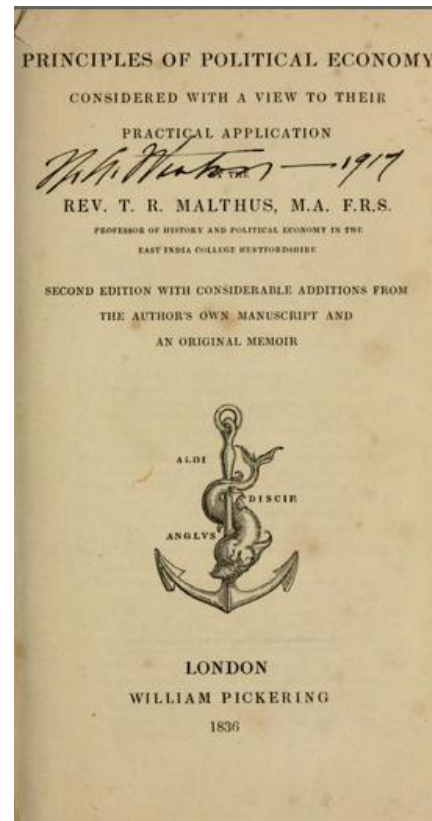 PRINCIPLES OF POLITICAL ECONOMY
CONSIDERED WITH A VIEW TO THEIR
PRACTICAL APPLICATION
1917
THE
REV. T. R. MALTHUS, M.A. F.R.S.
PROFESSOR OF HISTORY AND POLITICAL ECONOMY IN THE
EAST INDIA COLLEGE HERTFORDSHIRE
SECOND EDITION WITH CONSIDERABLE ADDITIONS FROM
THE AUTHOR'S OWN MANUSCRIPT AND
AN ORIGINAL MEMOIR
ALDI
DISCIP.
ANGLVS
LONDON
WILLIAM PICKERING
1836